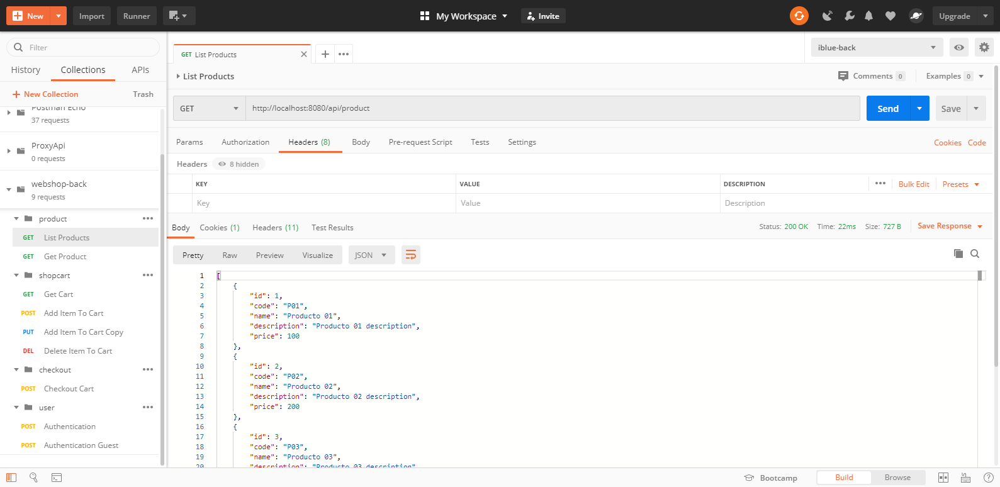 New Import Runner My Workspace Invite Upgrade
Filter
History Collections APIs
New Collection Trash
Postman Echo
37 requests
ProxyApi
0 requests
webshop-back
9 requests
product
GET List Products
GET Get Product
shopcart
GET Get Cart
POST Add Item To Cart
PUT Add Item To Cart Copy
DEL Delete Item To Cart
checkout
POST Checkout Cart
user
POST Authentication
POST Authentication Guest
GET List Products
iblue-back
List Products
Comments 0 Examples 0
GET http://localhost:8080/api/product Send Save
Params Authorization Headers (8) Body Pre-request Script Tests Settings Cookies Code
Headers 8 hidden
KEY VALUE DESCRIPTION Bulk Edit Presets
Key Value Description
Body Cookies (1) Headers (11) Test Results Status: 200 OK Time: 22ms Size: 727 B Save Response
Pretty Raw Preview Visualize JSON
1 [
2 {
3 "id": 1,
4 "code": "P01",
5 "name": "Producto 01",
6 "description": "Producto 01 description",
7 "price": 100
8 },
9 {
10 "id": 2,
11 "code": "P02",
12 "name": "Producto 02",
13 "description": "Producto 02 description",
14 "price": 200
15 },
16 {
17 "id": 3,
18 "code": "P03",
19 "name": "Producto 03",
20 "description": "Producto 03 description"
Bootcamp Build Browse